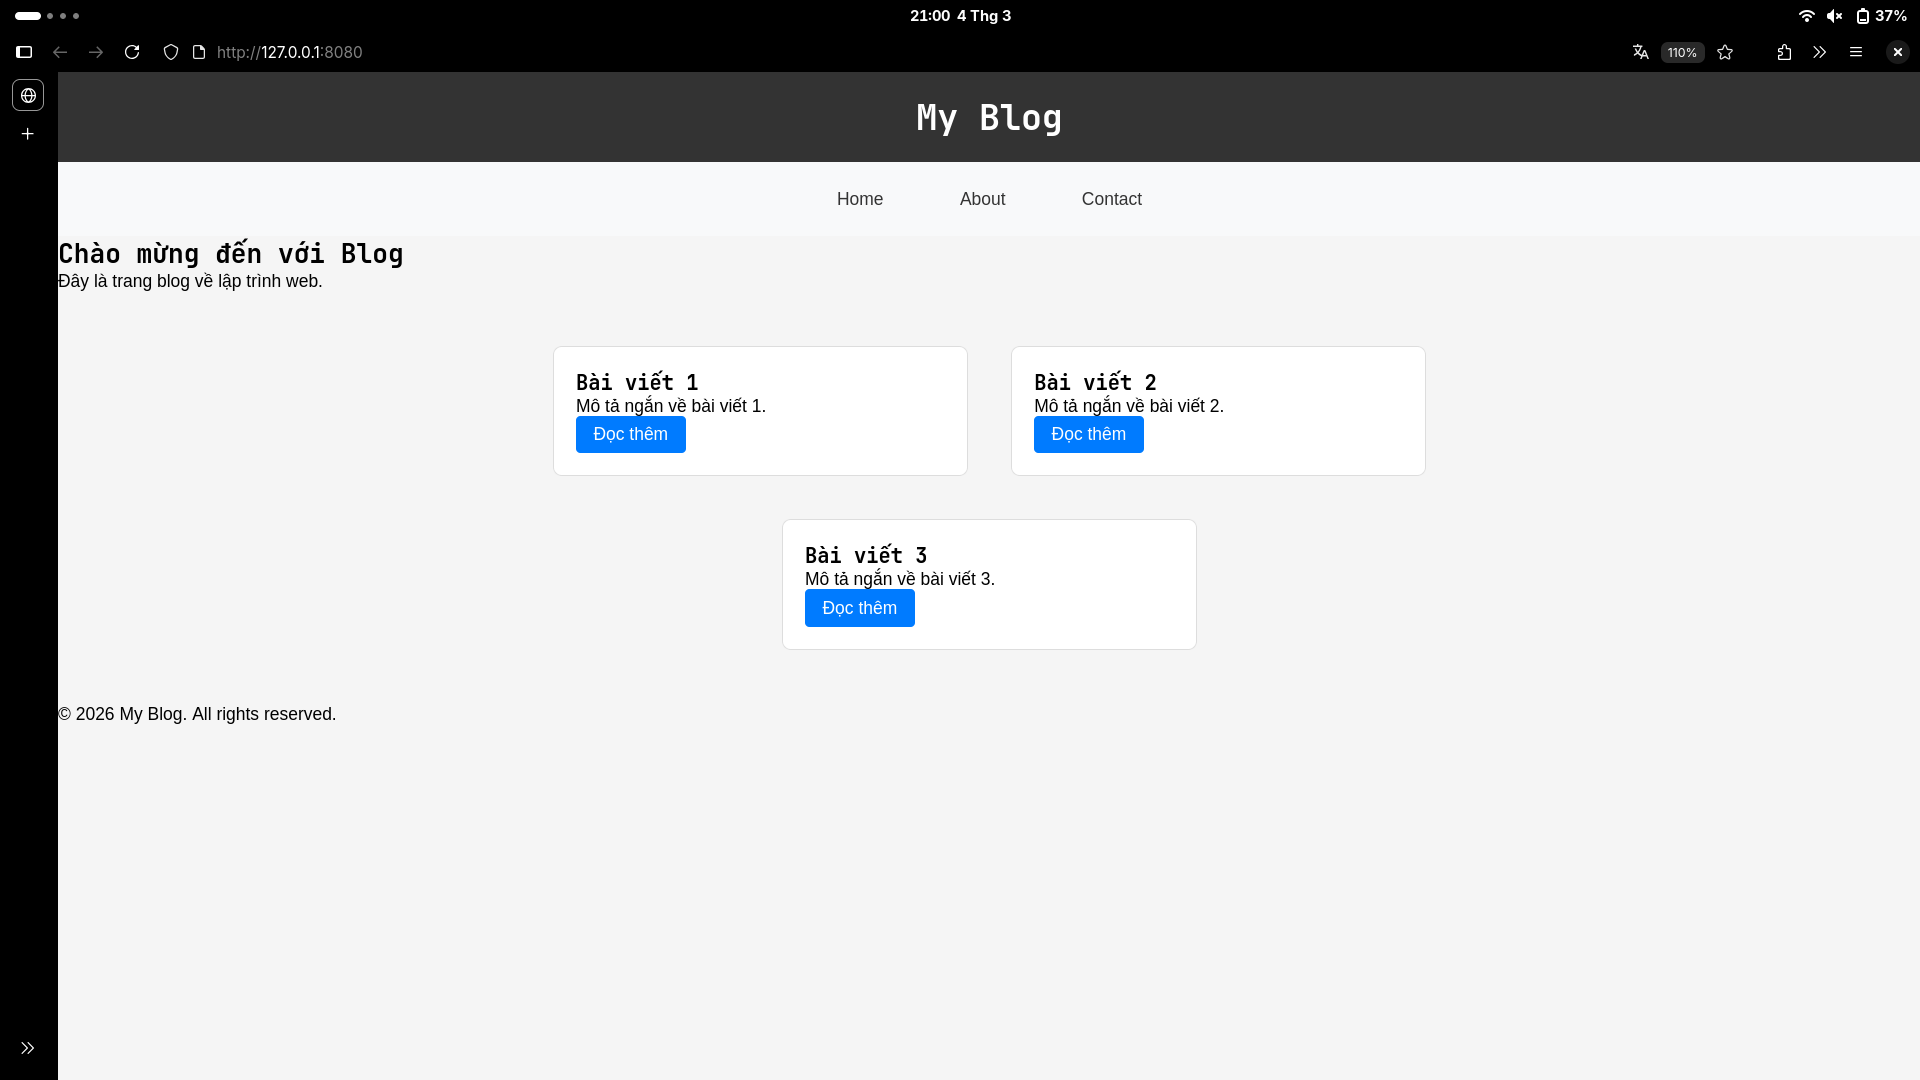 21:00 4 Thg 3
37%
http://127.0.0.1:8080
110%
My Blog
Home About Contact
Chào mừng đến với Blog
Đây là trang blog về lập trình web.
Bài viết 1
Mô tả ngắn về bài viết 1.
Đọc thêm
Bài viết 2
Mô tả ngắn về bài viết 2.
Đọc thêm
Bài viết 3
Mô tả ngắn về bài viết 3.
Đọc thêm
© 2026 My Blog. All rights reserved.